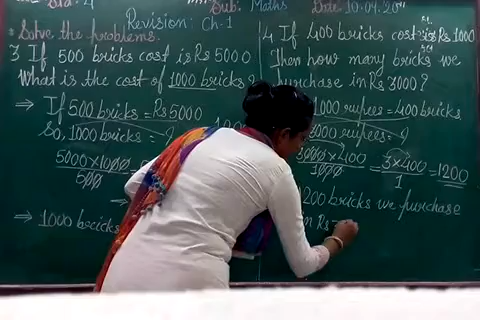 Std: 4 Sub: Maths Date: 10.09.20
Revision: Ch-1
Solve the problems.
3 If 500 bricks cost is Rs 5000
What is the cost of 1000 bricks?
⇒ If 500 bricks = Rs 5000
So, 1000 bricks = ?
5000 × 1000
500
⇒ 1000 bricks
4 If 400 bricks cost is Rs 1000
Then how many bricks we
purchase in Rs 3000?
1000 rupees = 400 bricks
3000 rupees = ?
3000 × 400 = 3 × 400 = 1200
1000 1
1200 bricks we purchase
in Rs